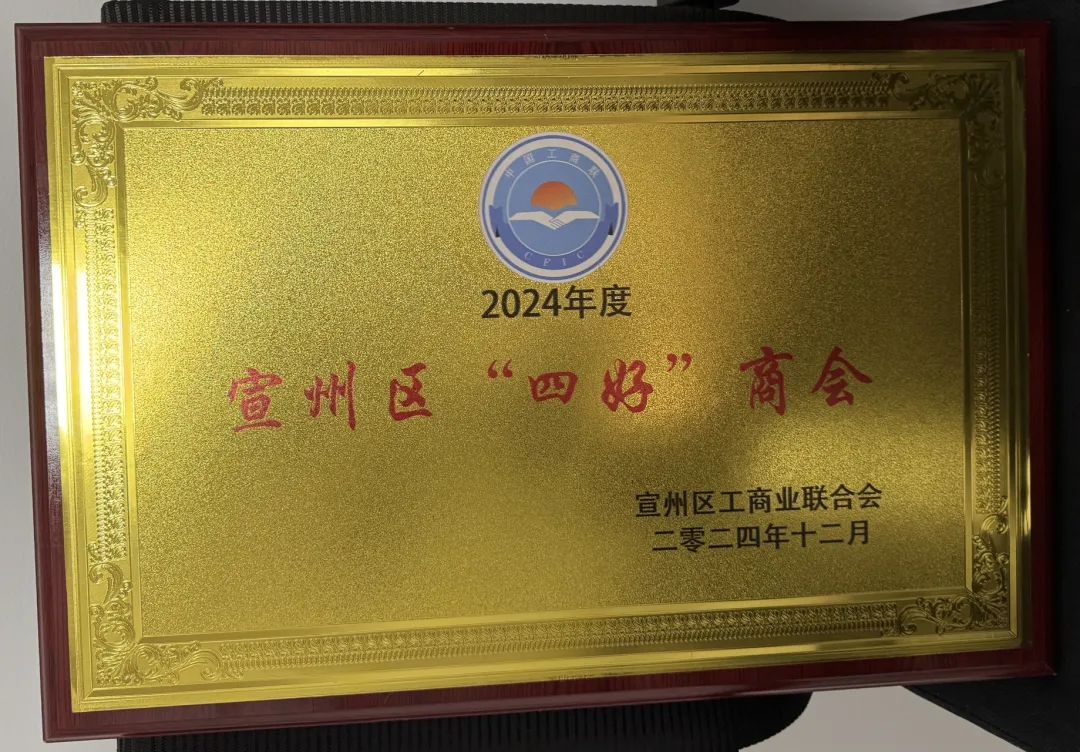 中国工商联
CFIC
2024年度
宣州区“四好”商会
宣州区工商业联合会
二零二四年十二月